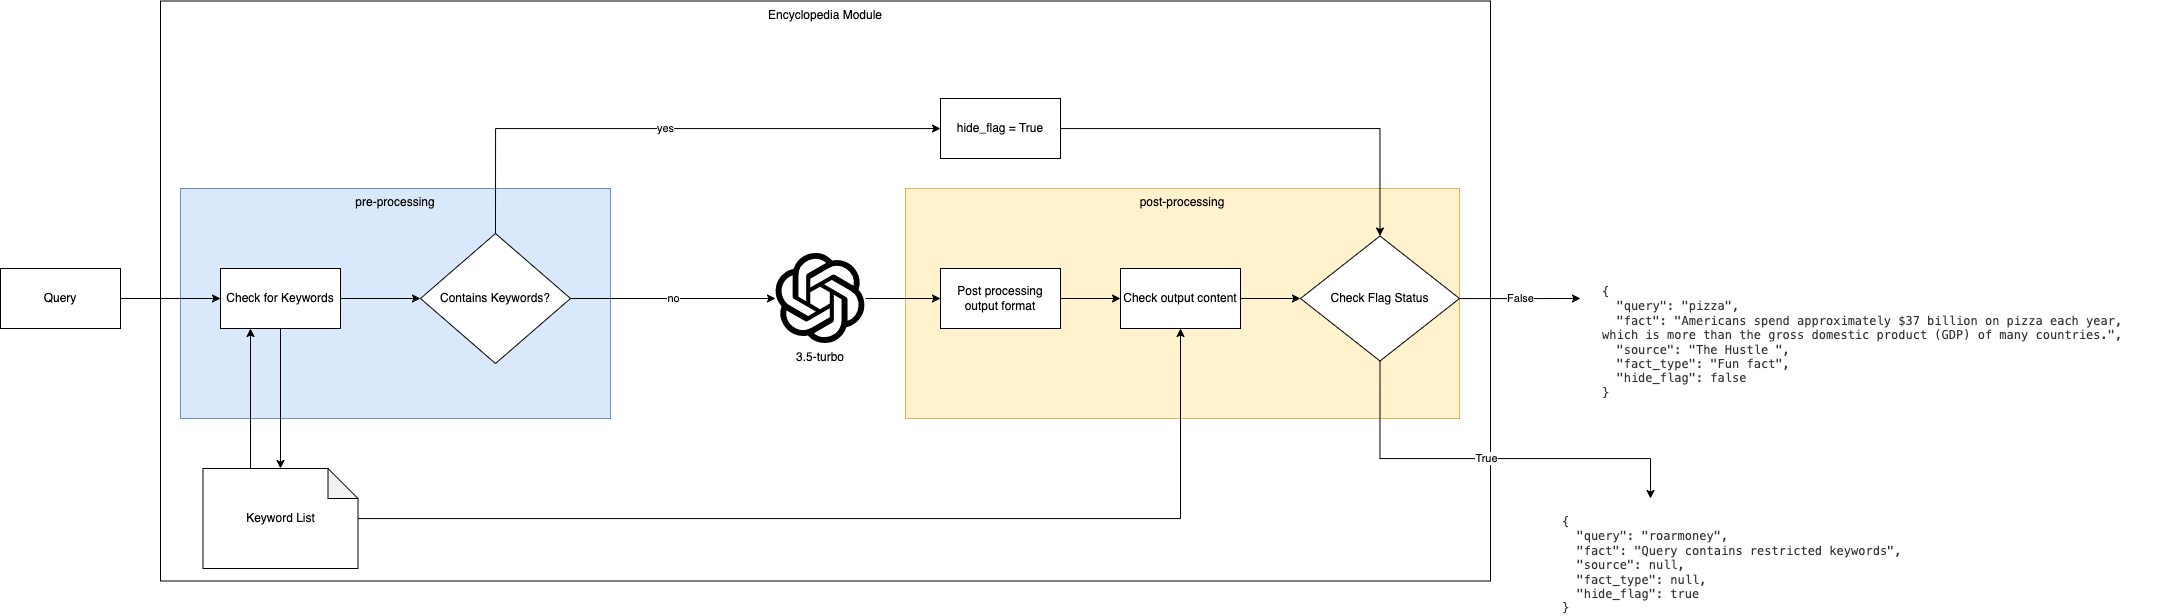 Encyclopedia Module
yes
hide_flag = True
pre-processing
post-processing
Query
Check for Keywords
Contains Keywords?
no
3.5-turbo
Post processing
output format
Check output content
Check Flag Status
False
{
"query": "pizza",
"fact": "Americans spend approximately $37 billion on pizza each year,
which is more than the gross domestic product (GDP) of many countries.",
"source": "The Hustle ",
"fact_type": "Fun fact",
"hide_flag": false
}
True
Keyword List
{
"query": "roarmoney",
"fact": "Query contains restricted keywords",
"source": null,
"fact_type": null,
"hide_flag": true
}